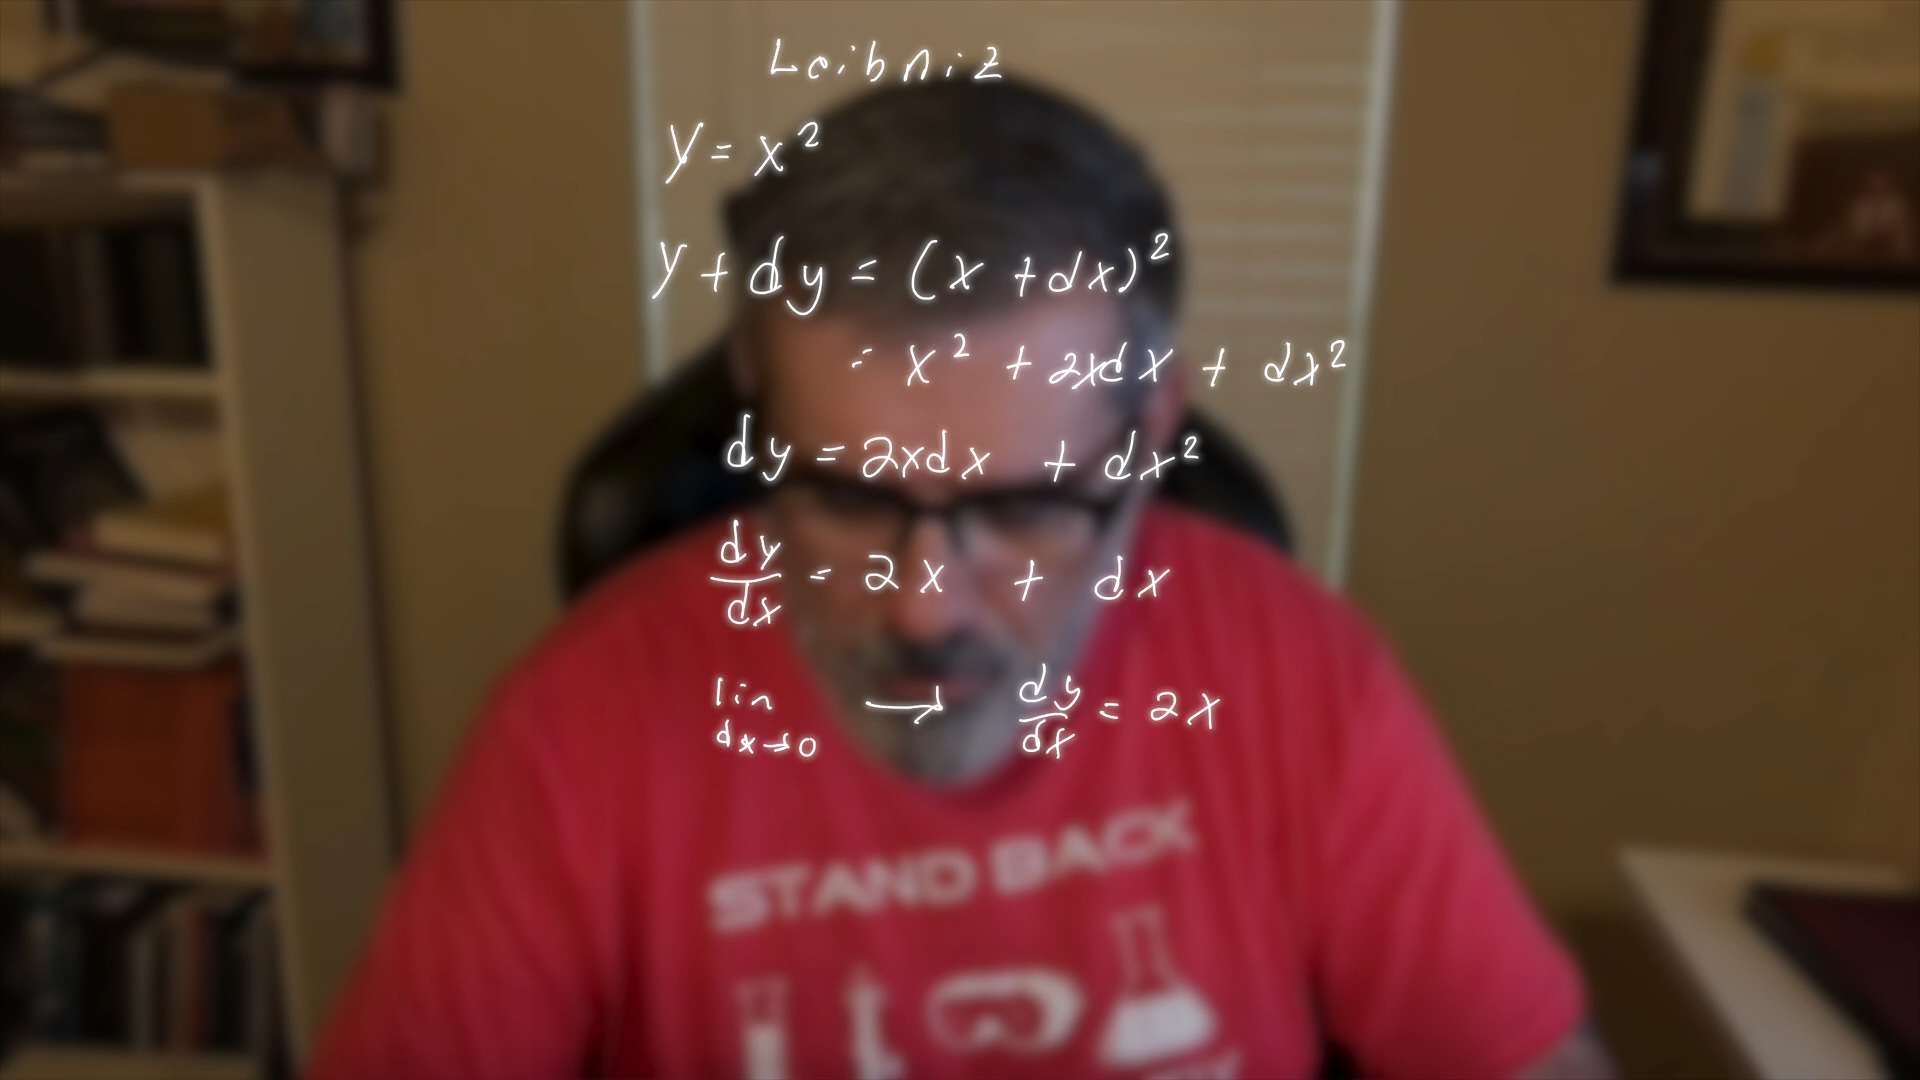 Leibniz
y = x²
y + dy = (x + dx)²
= x² + 2xdx + dx²
dy = 2xdx + dx²
dy/dx = 2x + dx
lim dx→0 ⟶ dy/dx = 2x
STAND BACK